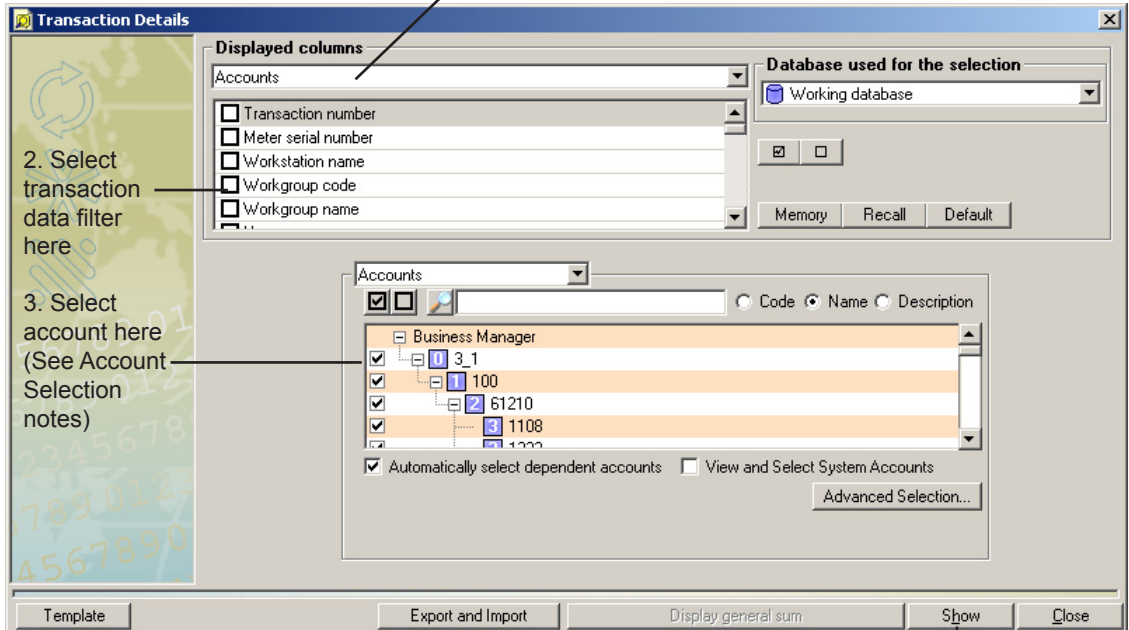 Transaction Details
Displayed columns
Accounts
Transaction number
Meter serial number
Workstation name
Workgroup code
Workgroup name
Database used for the selection
Working database
Memory Recall Default
2. Select
transaction
data filter
here
3. Select
account here
(See Account
Selection
notes)
Accounts
Code Name Description
Business Manager
0 3_1
1 100
2 61210
3 1108
Automatically select dependent accounts View and Select System Accounts
Advanced Selection...
Template Export and Import Display general sum Show Close